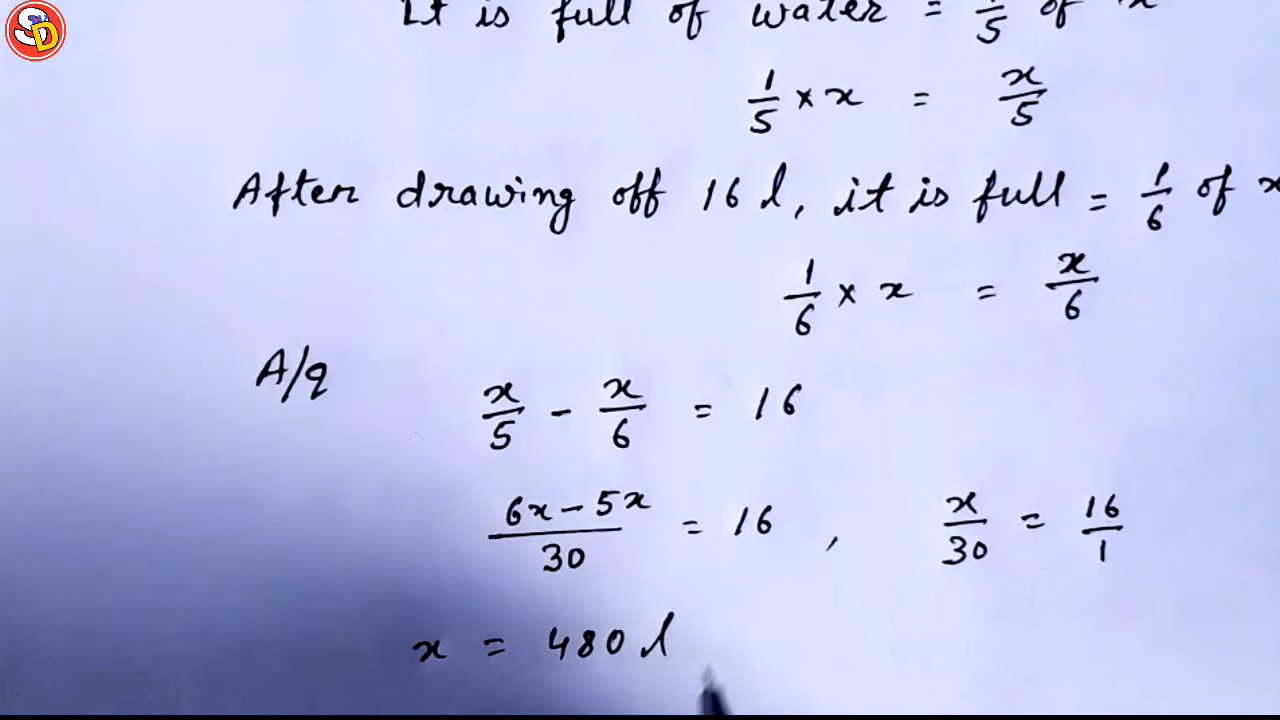 SD
It is full of water = 1/5 of x
1/5 × x = x/5
After drawing off 16 l, it is full = 1/6 of x
1/6 × x = x/6
A/q
x/5 - x/6 = 16
6x - 5x/30 = 16 , x/30 = 16/1
x = 480 l